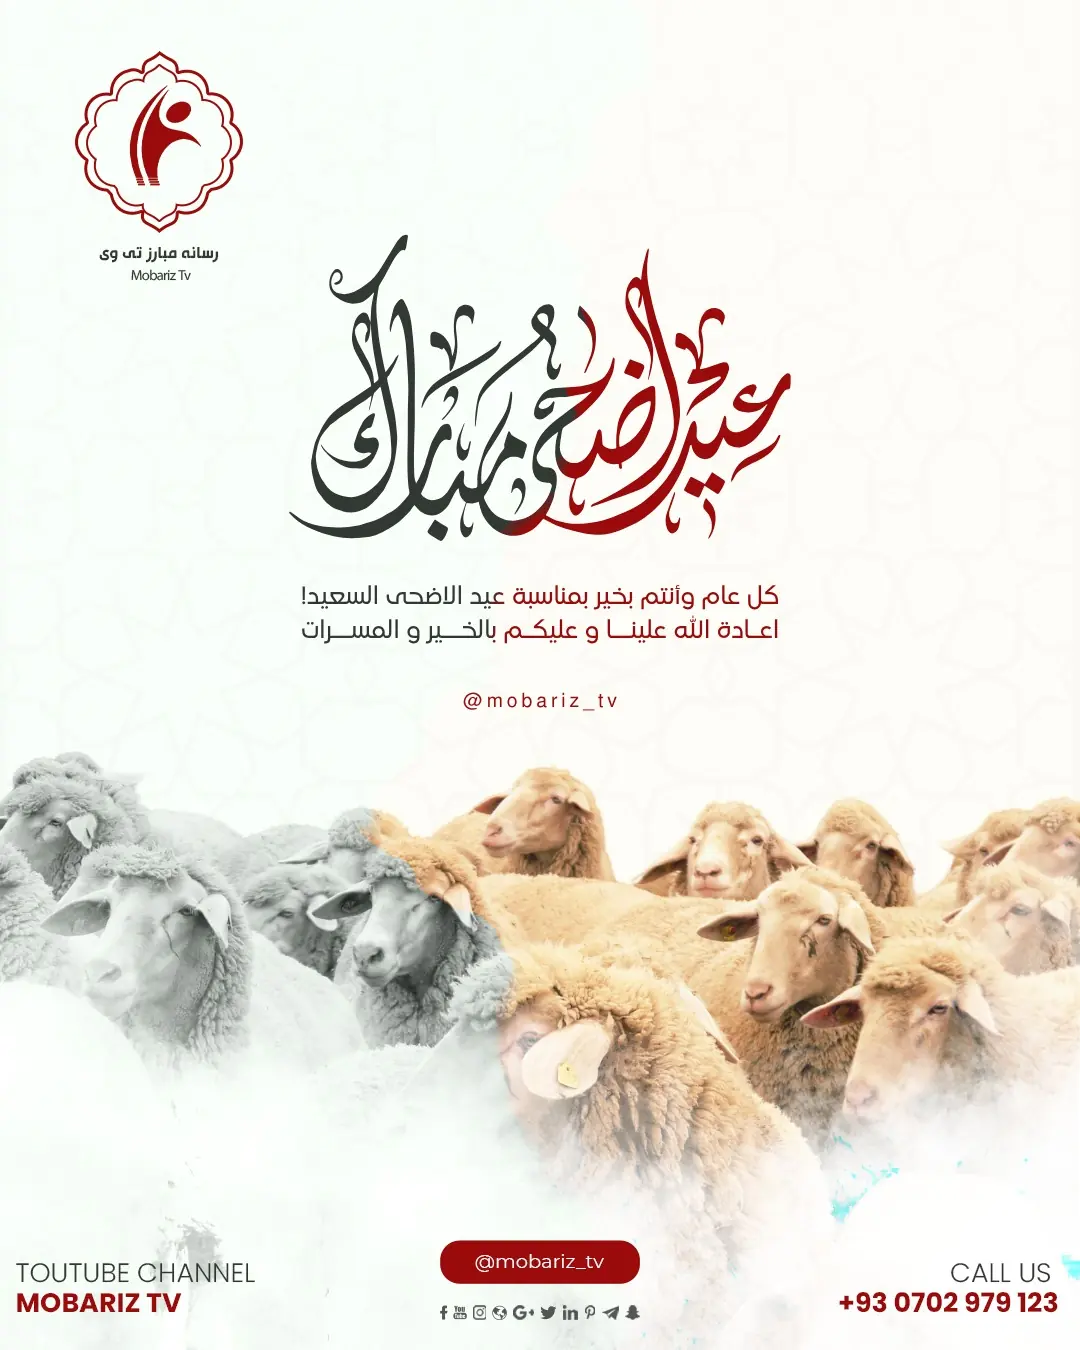 رسانه مبارز تی وی
Mobariz Tv
عيد اضحى مبارك
كل عام وأنتم بخير بمناسبة عيد الاضحى السعيد!
اعـادة الله علينـــا و عليكـم بالخـــير و المســـرات
@mobariz_tv
@mobariz_tv
TOUTUBE CHANNEL
MOBARIZ TV
CALL US
+93 0702 979 123